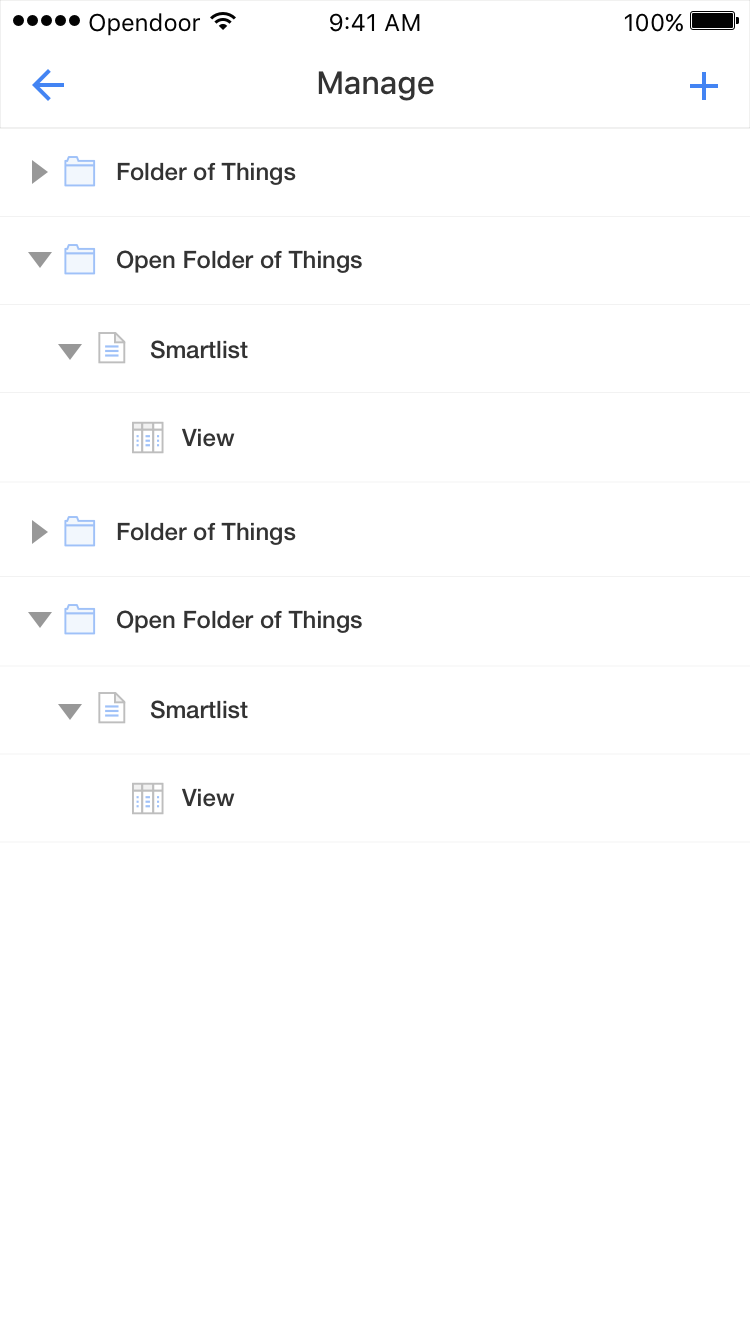 Opendoor 9:41 AM 100%
Manage
Folder of Things
Open Folder of Things
Smartlist
View
Folder of Things
Open Folder of Things
Smartlist
View